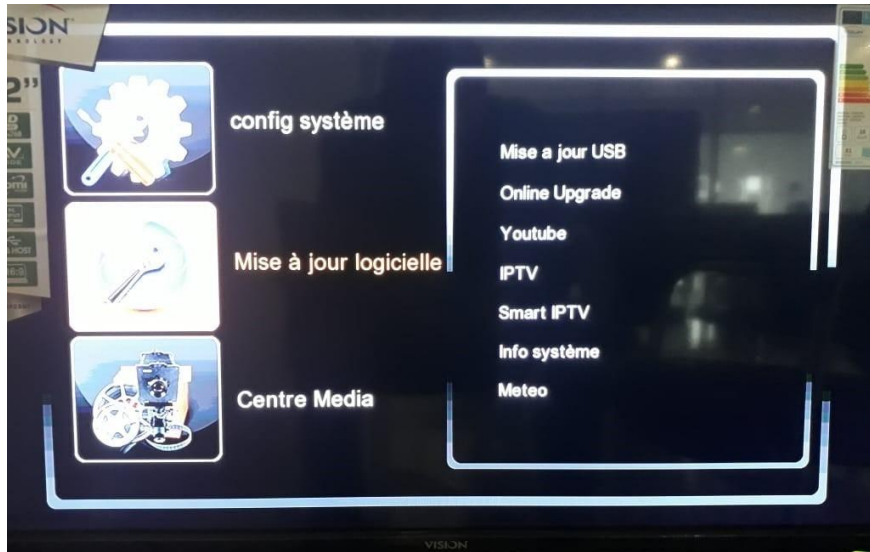 VISION
config système
Mise à jour logicielle
Centre Media
Mise a jour USB
Online Upgrade
Youtube
IPTV
Smart IPTV
Info système
Meteo
VISION